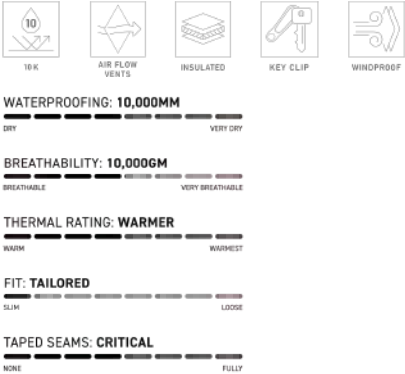 10
10K
AIR FLOW
VENTS
INSULATED
KEY CLIP
WINDPROOF
WATERPROOFING: 10,000MM
DRY VERY DRY
BREATHABILITY: 10,000GM
BREATHABLE VERY BREATHABLE
THERMAL RATING: WARMER
WARM WARMEST
FIT: TAILORED
SLIM LOOSE
TAPED SEAMS: CRITICAL
NONE FULLY